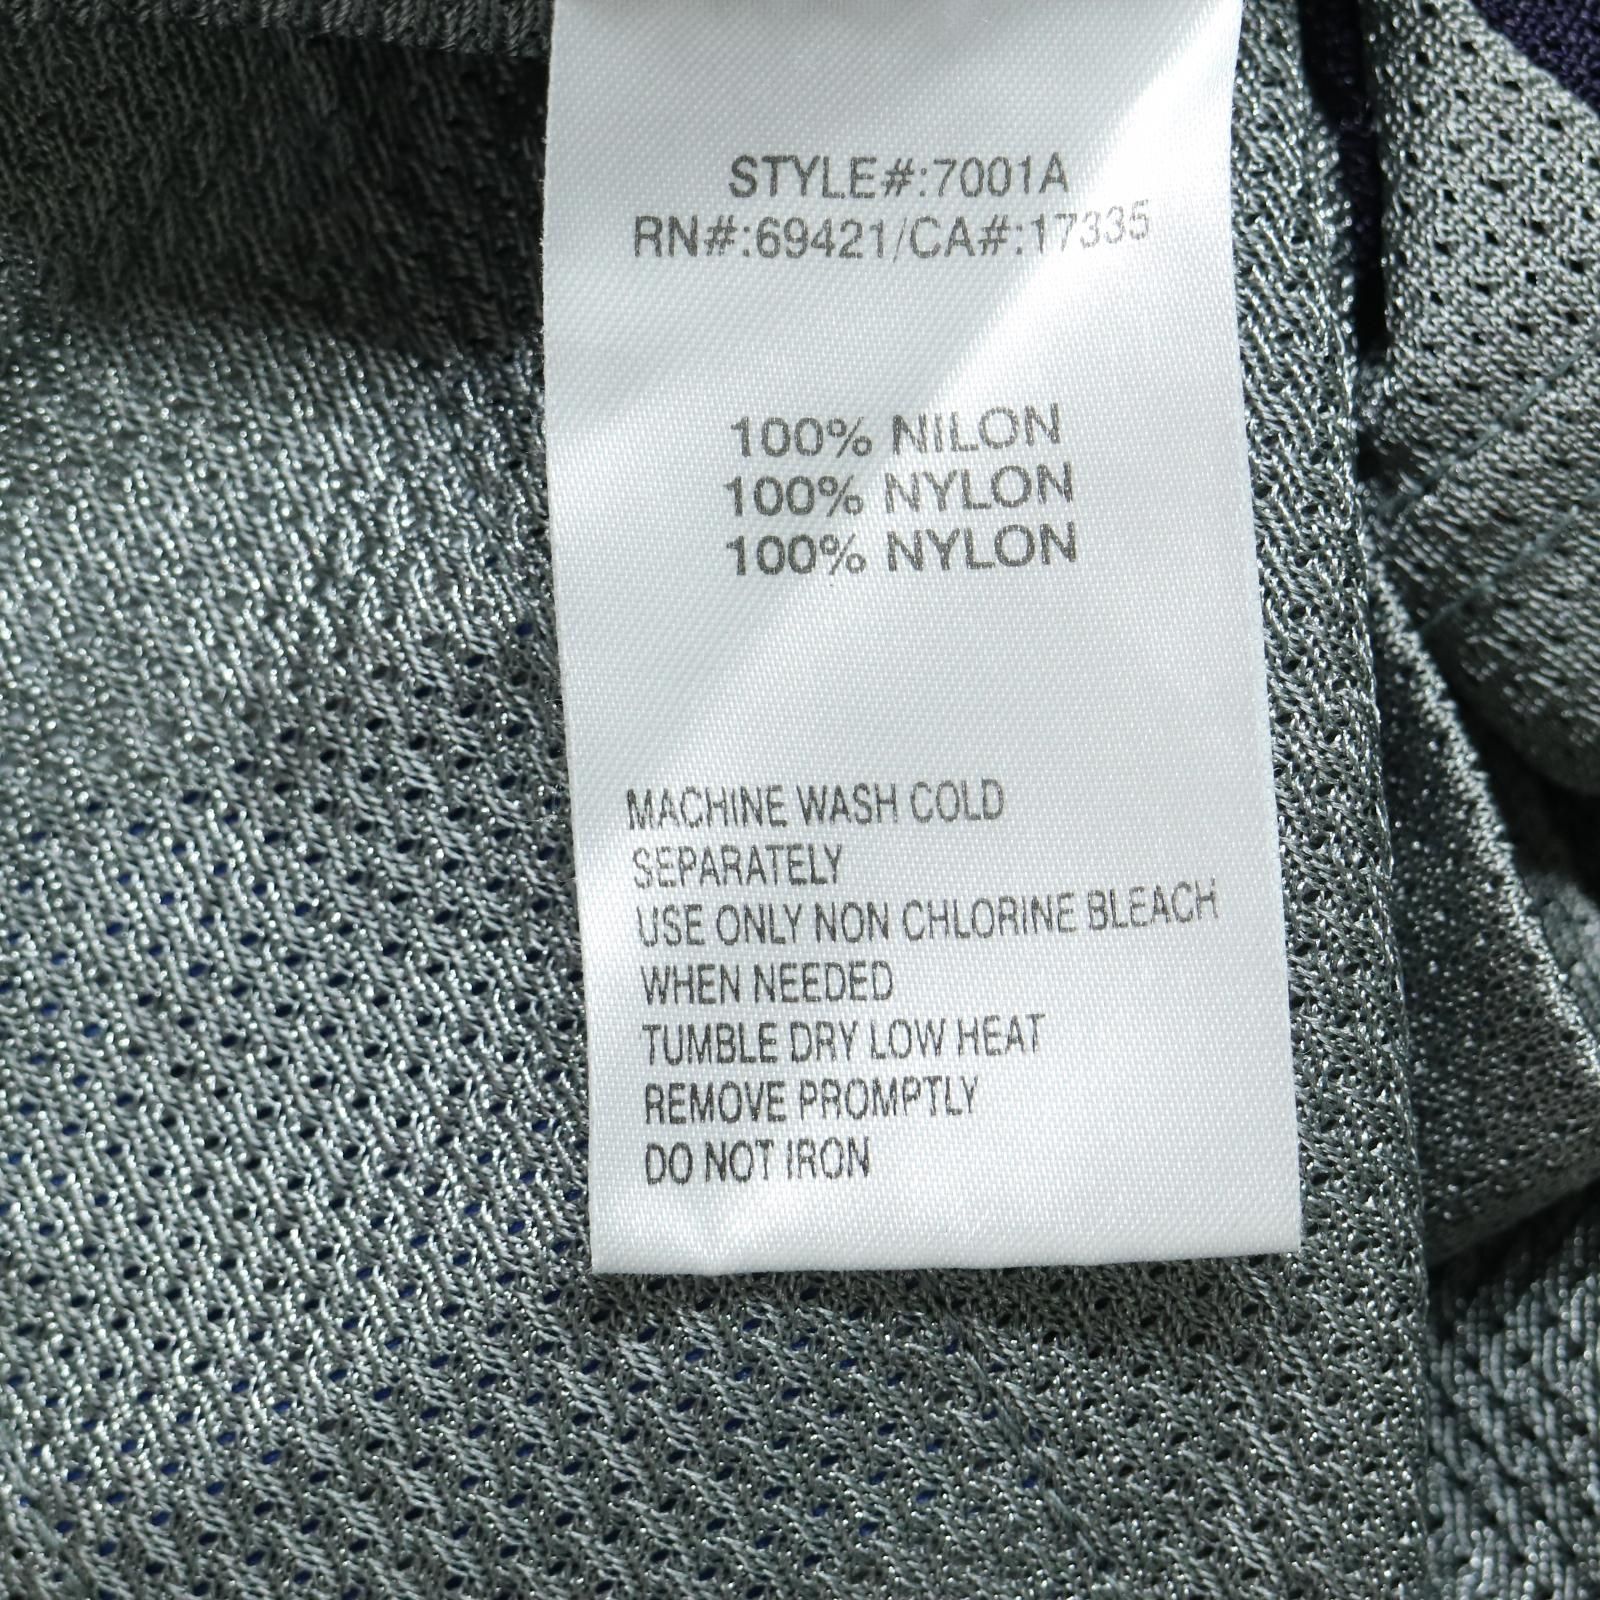 STYLE#:7001A
RN#:69421/CA#:17335
100% NILON
100% NYLON
100% NYLON
MACHINE WASH COLD
SEPARATELY
USE ONLY NON CHLORINE BLEACH
WHEN NEEDED
TUMBLE DRY LOW HEAT
REMOVE PROMPTLY
DO NOT IRON